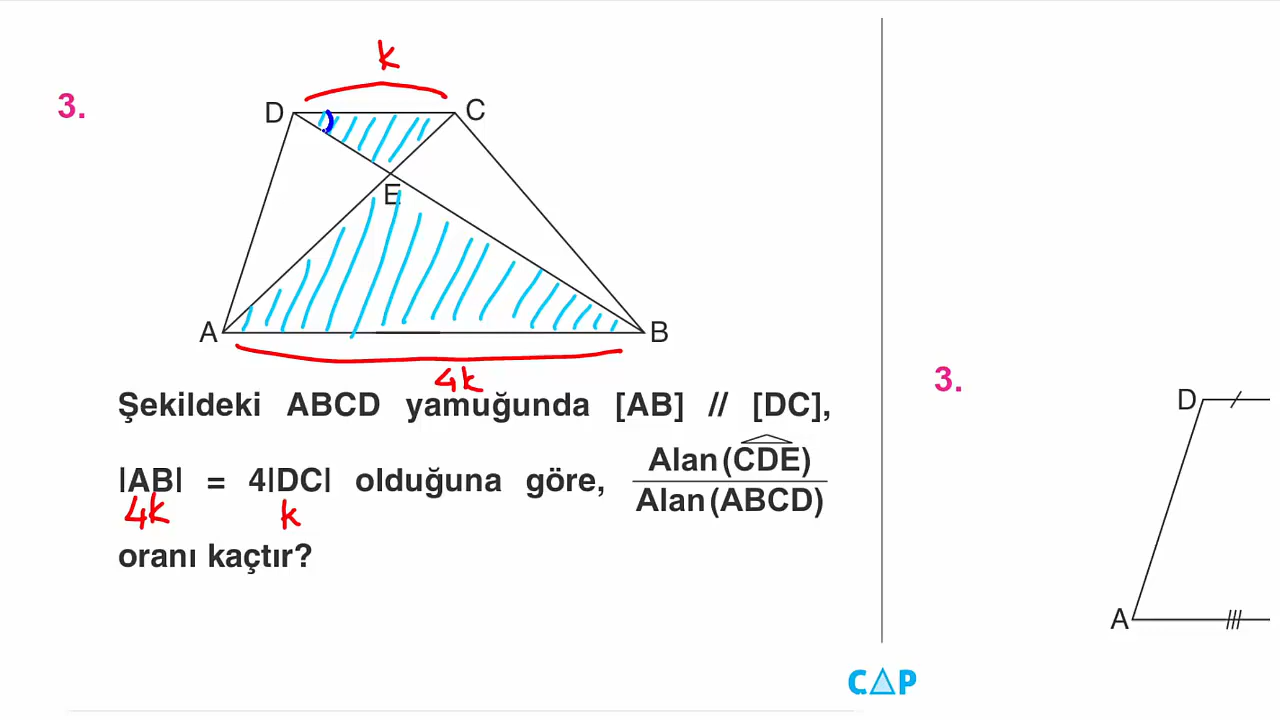 k
3.
D
C
E
A
B
4k
Şekildeki ABCD yamuğunda [AB] // [DC],
|AB| = 4|DC| olduğuna göre, Alan(CDE) / Alan(ABCD)
4k
k
oranı kaçtır?
3.
D
A
CAP